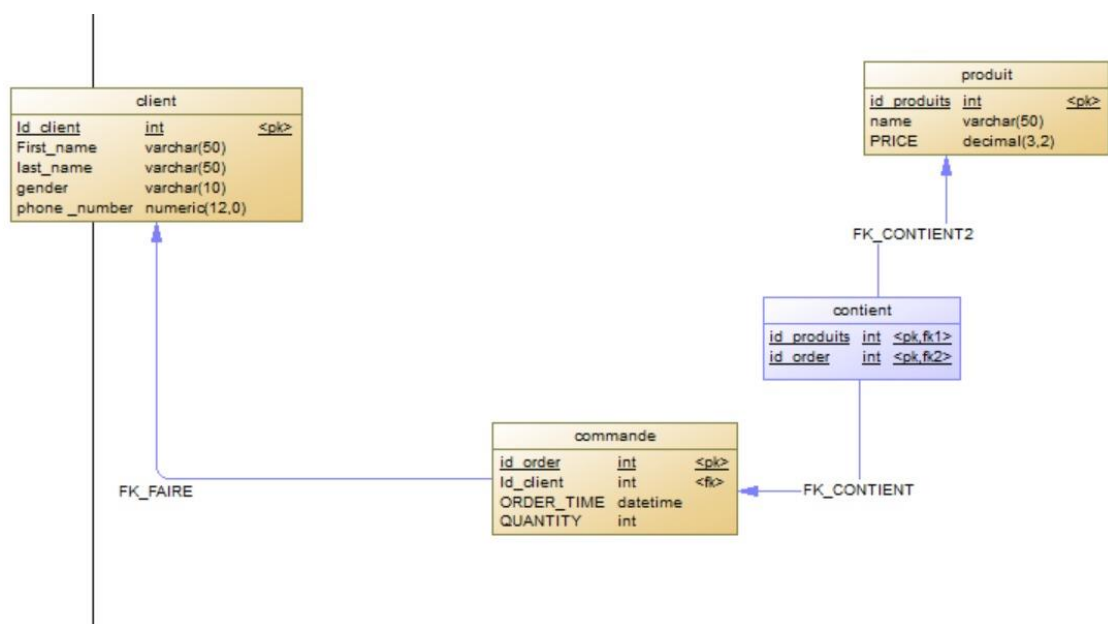 client
Id_client int <pk>
First_name varchar(50)
last_name varchar(50)
gender varchar(10)
phone _number numeric(12,0)
produit
id_produits int <pk>
name varchar(50)
PRICE decimal(3,2)
FK_CONTIENT2
contient
id_produits int <pk,fk1>
id_order int <pk,fk2>
commande
id_order int <pk>
Id_client int <fk>
ORDER_TIME datetime
QUANTITY int
FK_FAIRE
FK_CONTIENT